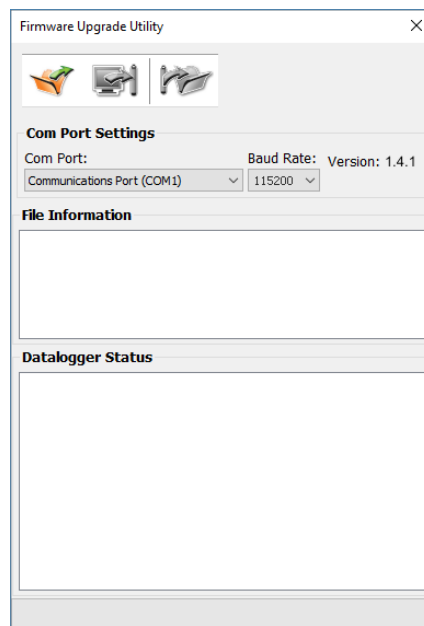 Firmware Upgrade Utility
Com Port Settings
Com Port:
Baud Rate:
Version: 1.4.1
Communications Port (COM1)
115200
File Information
Datalogger Status